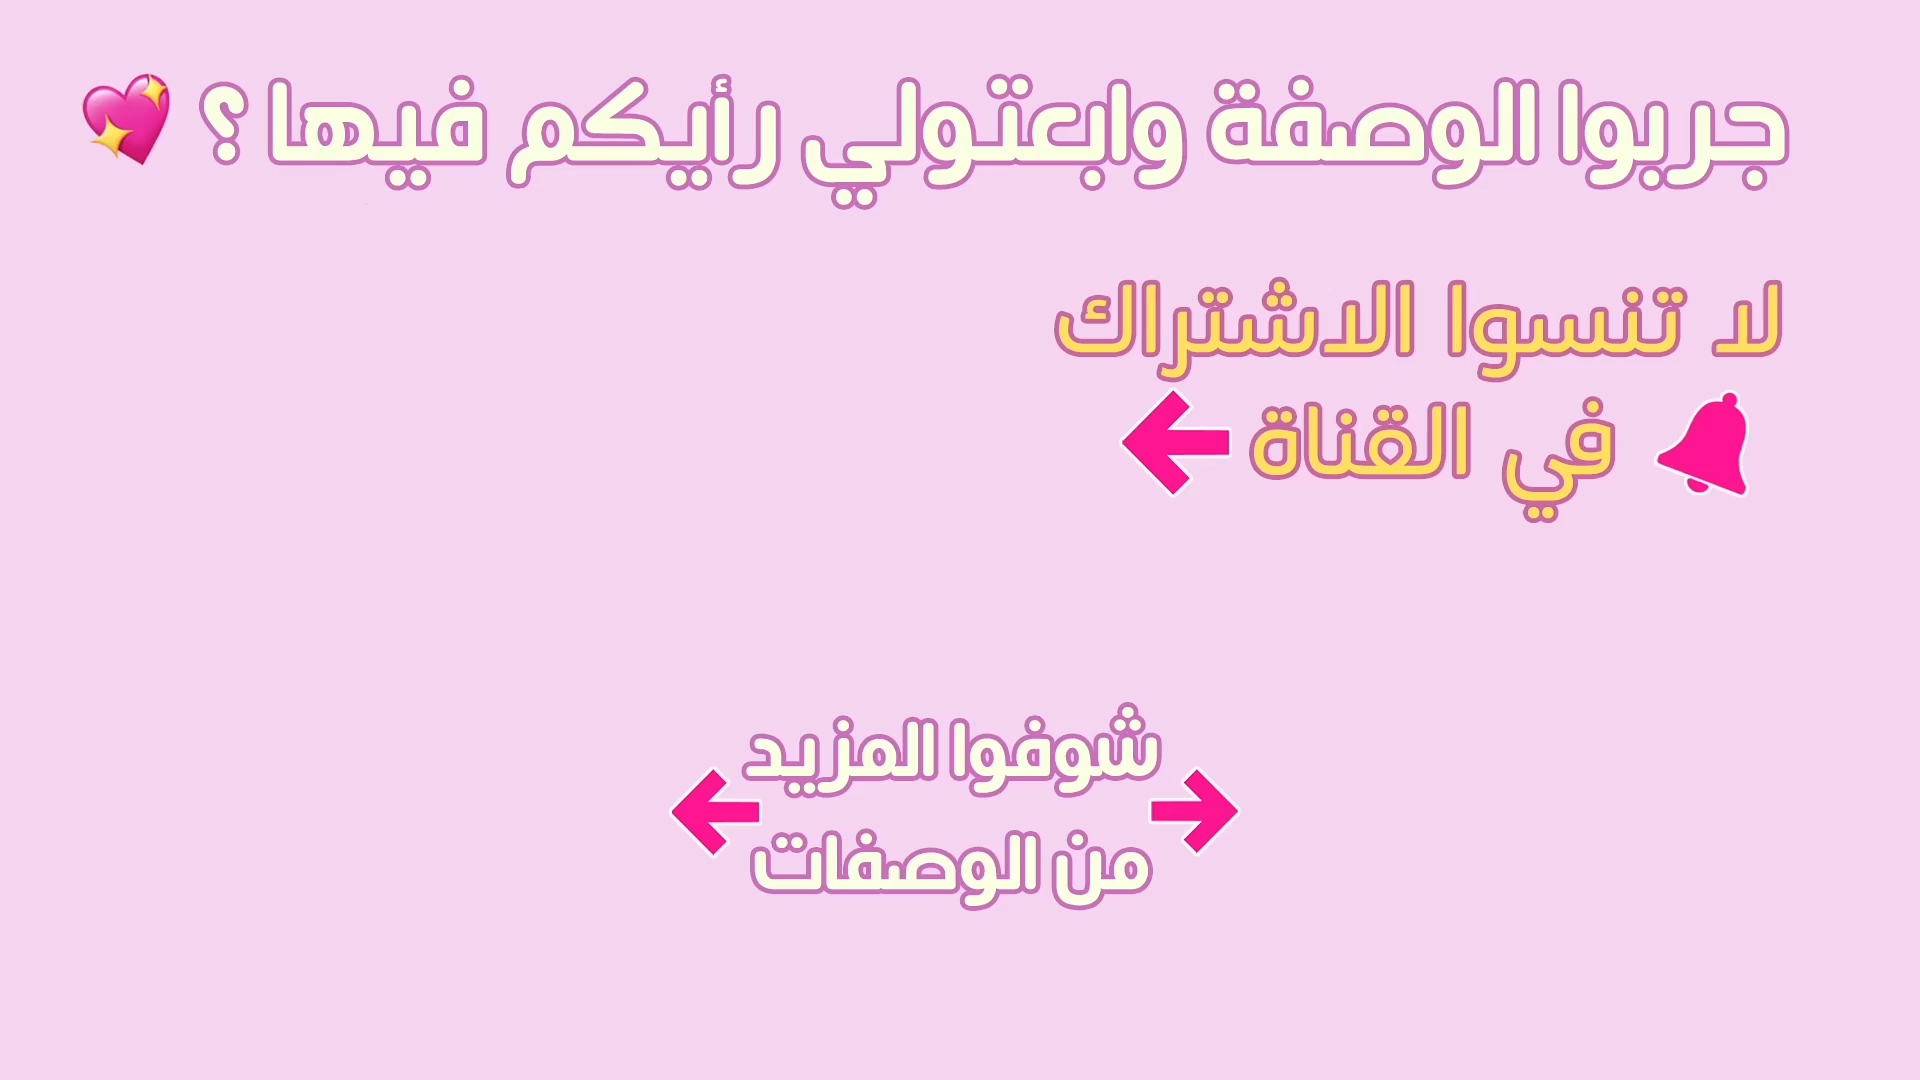 جربوا الوصفة وابعتولي رأيكم فيها ؟ 💖
لا تنسوا الاشتراك
في القناة
شوفوا المزيد
من الوصفات